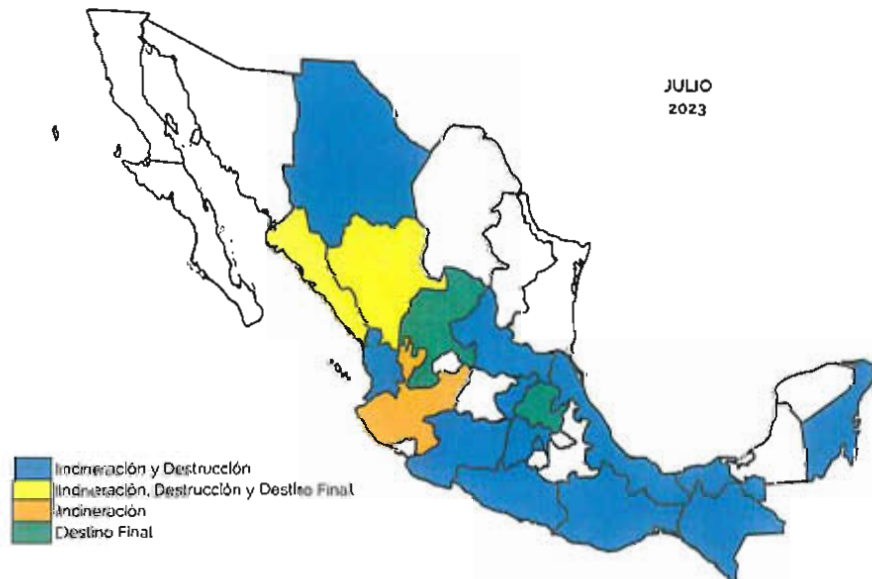 JULIO
2023
Incineración y Destrucción
Incineración, Destrucción y Destino Final
Incineración
Destino Final